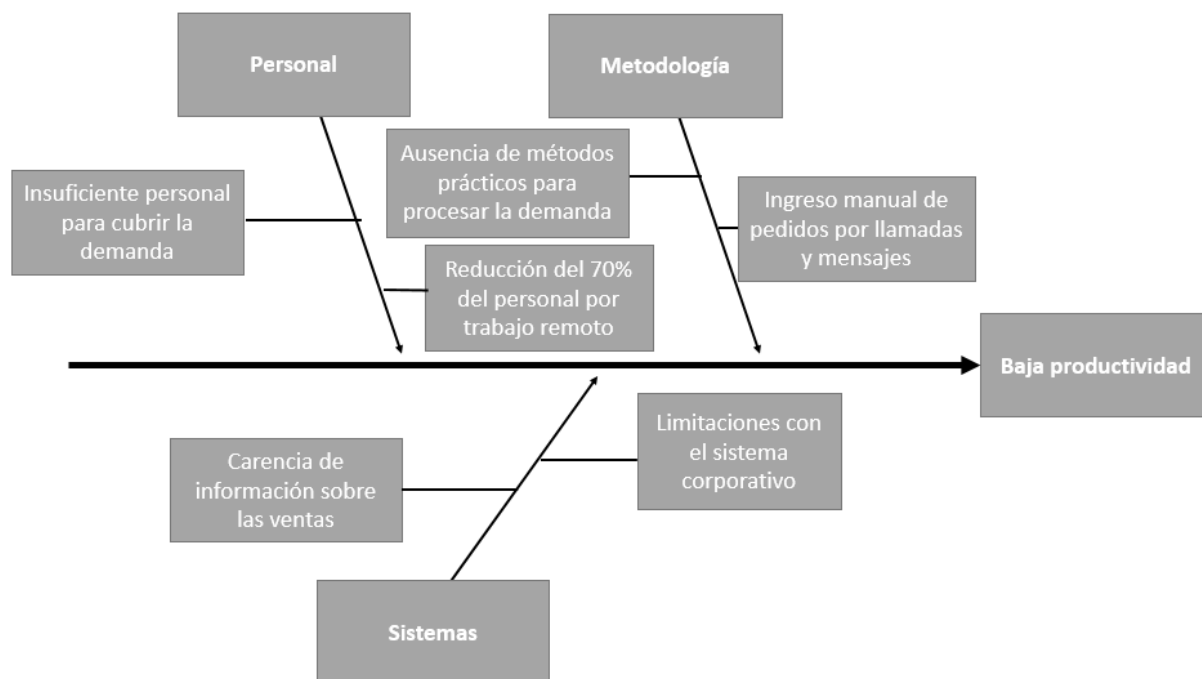 Personal
Metodología
Insuficiente personal
para cubrir la
demanda
Ausencia de métodos
prácticos para
procesar la demanda
Ingreso manual de
pedidos por llamadas
y mensajes
Reducción del 70%
del personal por
trabajo remoto
Baja productividad
Limitaciones con
el sistema
corporativo
Carencia de
información sobre
las ventas
Sistemas